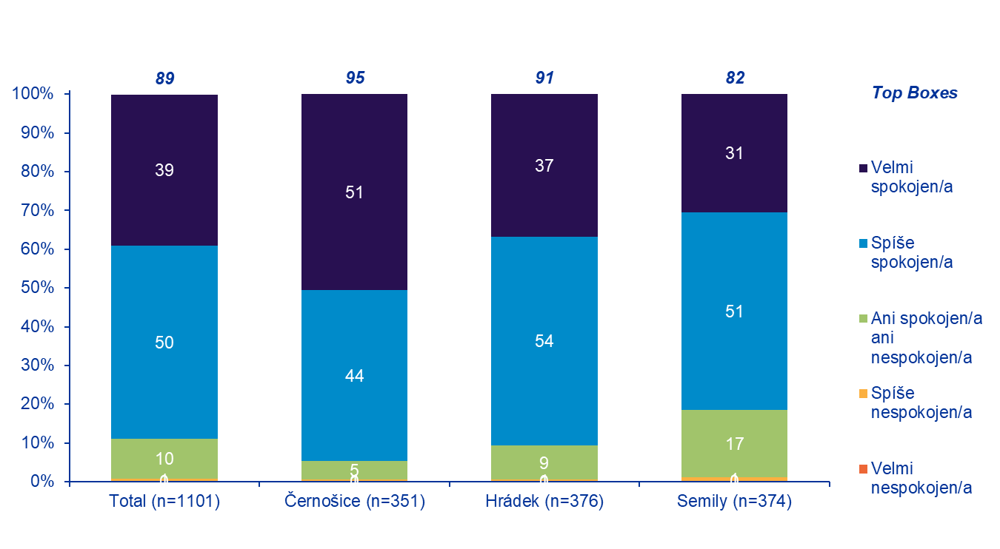 89
95
91
82
Top Boxes
100%
90%
80%
70%
60%
50%
40%
30%
20%
10%
0%
39
51
37
31
50
44
54
51
10
5
9
17
Total (n=1101)
Černošice (n=351)
Hrádek (n=376)
Semily (n=374)
Velmi
spokojen/a
Spíše
spokojen/a
Ani spokojen/a
ani
nespokojen/a
Spíše
nespokojen/a
Velmi
nespokojen/a